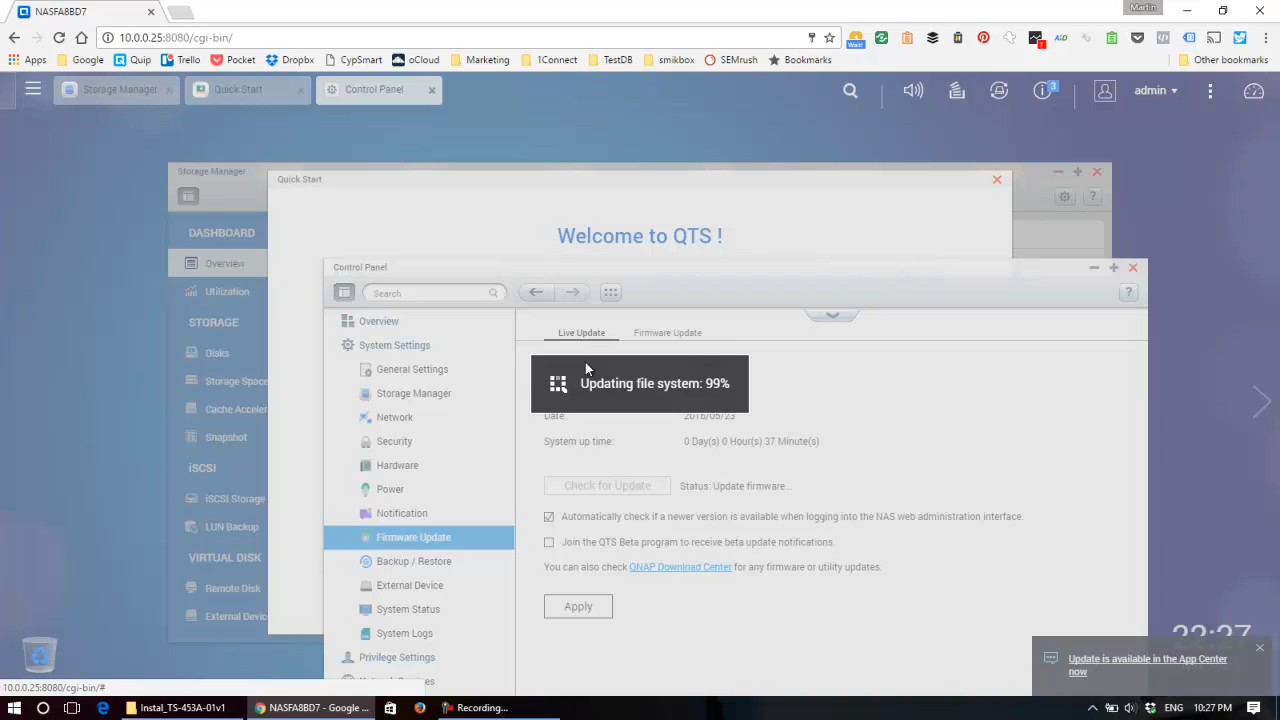 NASFA8BD7
Martin
10.0.0.25:8080/cgi-bin/
Apps
Google
Quip
Trello
Pocket
Dropbx
CypSmart
oCloud
Marketing
1Connect
TestDB
smikbox
SEMrush
Bookmarks
Other bookmarks
Wait!
Storage Manager
Quick Start
Control Panel
3
admin
Storage Manager
Quick Start
DASHBOARD
Overview
Utilization
STORAGE
Disks
Storage Space
Cache Acceler
Snapshot
iSCSI
iSCSI Storage
LUN Backup
VIRTUAL DISK
Remote Disk
External Devic
Welcome to QTS !
Control Panel
Search
Overview
System Settings
General Settings
Storage Manager
Network
Security
Hardware
Power
Notification
Firmware Update
Backup / Restore
External Device
System Status
System Logs
Privilege Settings
Live Update
Firmware Update
Updating file system: 99%
Date:
2016/05/23
System up time:
0 Day(s) 0 Hour(s) 37 Minute(s)
Check for Update
Status: Update firmware...
Automatically check if a newer version is available when logging into the NAS web administration interface.
Join the QTS Beta program to receive beta update notifications.
You can also check QNAP Download Center for any firmware or utility updates.
Apply
22:27
Update is available in the App Center
now
10.0.0.25:8080/cgi-bin/#
Instal_TS-453A-01v1
NASFA8BD7 - Google ...
Recording...
ENG
10:27 PM